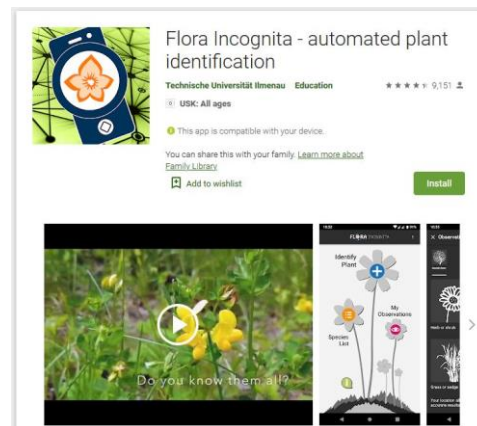 Flora Incognita - automated plant
identification
Technische Universität Ilmenau Education
9,151
0 USK: All ages
This app is compatible with your device.
You can share this with your family. Learn more about
Family Library
Add to wishlist
Install
Do you know them all?
FLORA INCOGNITA
Identify
Plant
My
Observations
Species
List